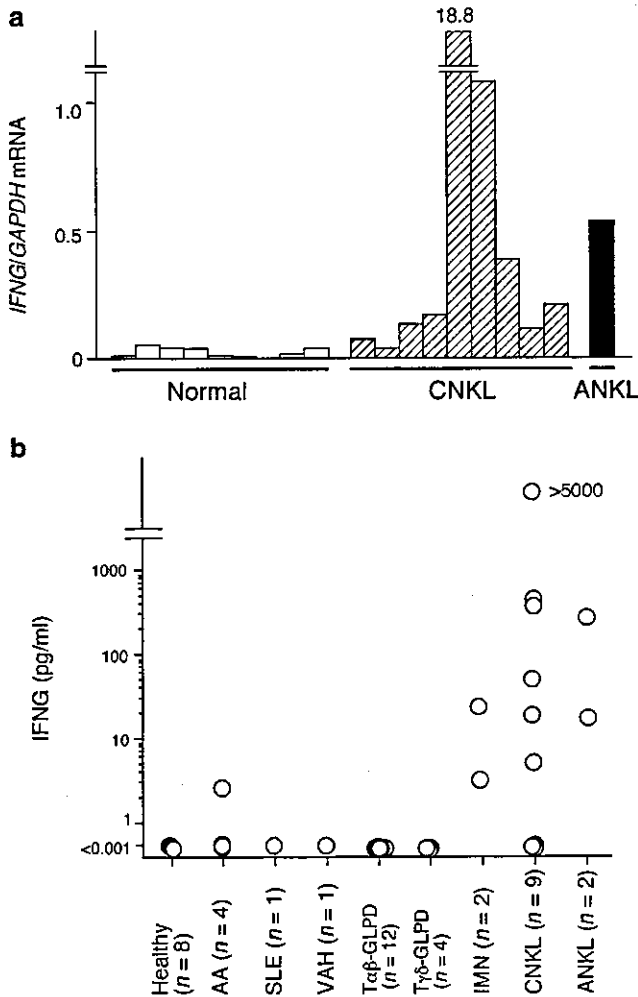 a
18.8
1.0
0.5
0
IFNG/GAPDH mRNA
Normal
CNKL
ANKL
b
>5000
1000
100
10
1
<0.001
IFNG (pg/ml)
Healthy
(n = 8)
AA (n = 4)
SLE (n = 1)
VAH (n = 1)
Tαβ-GLPD
(n = 12)
Tγδ-GLPD
(n = 4)
IMN (n = 2)
CNKL (n = 9)
ANKL (n = 2)